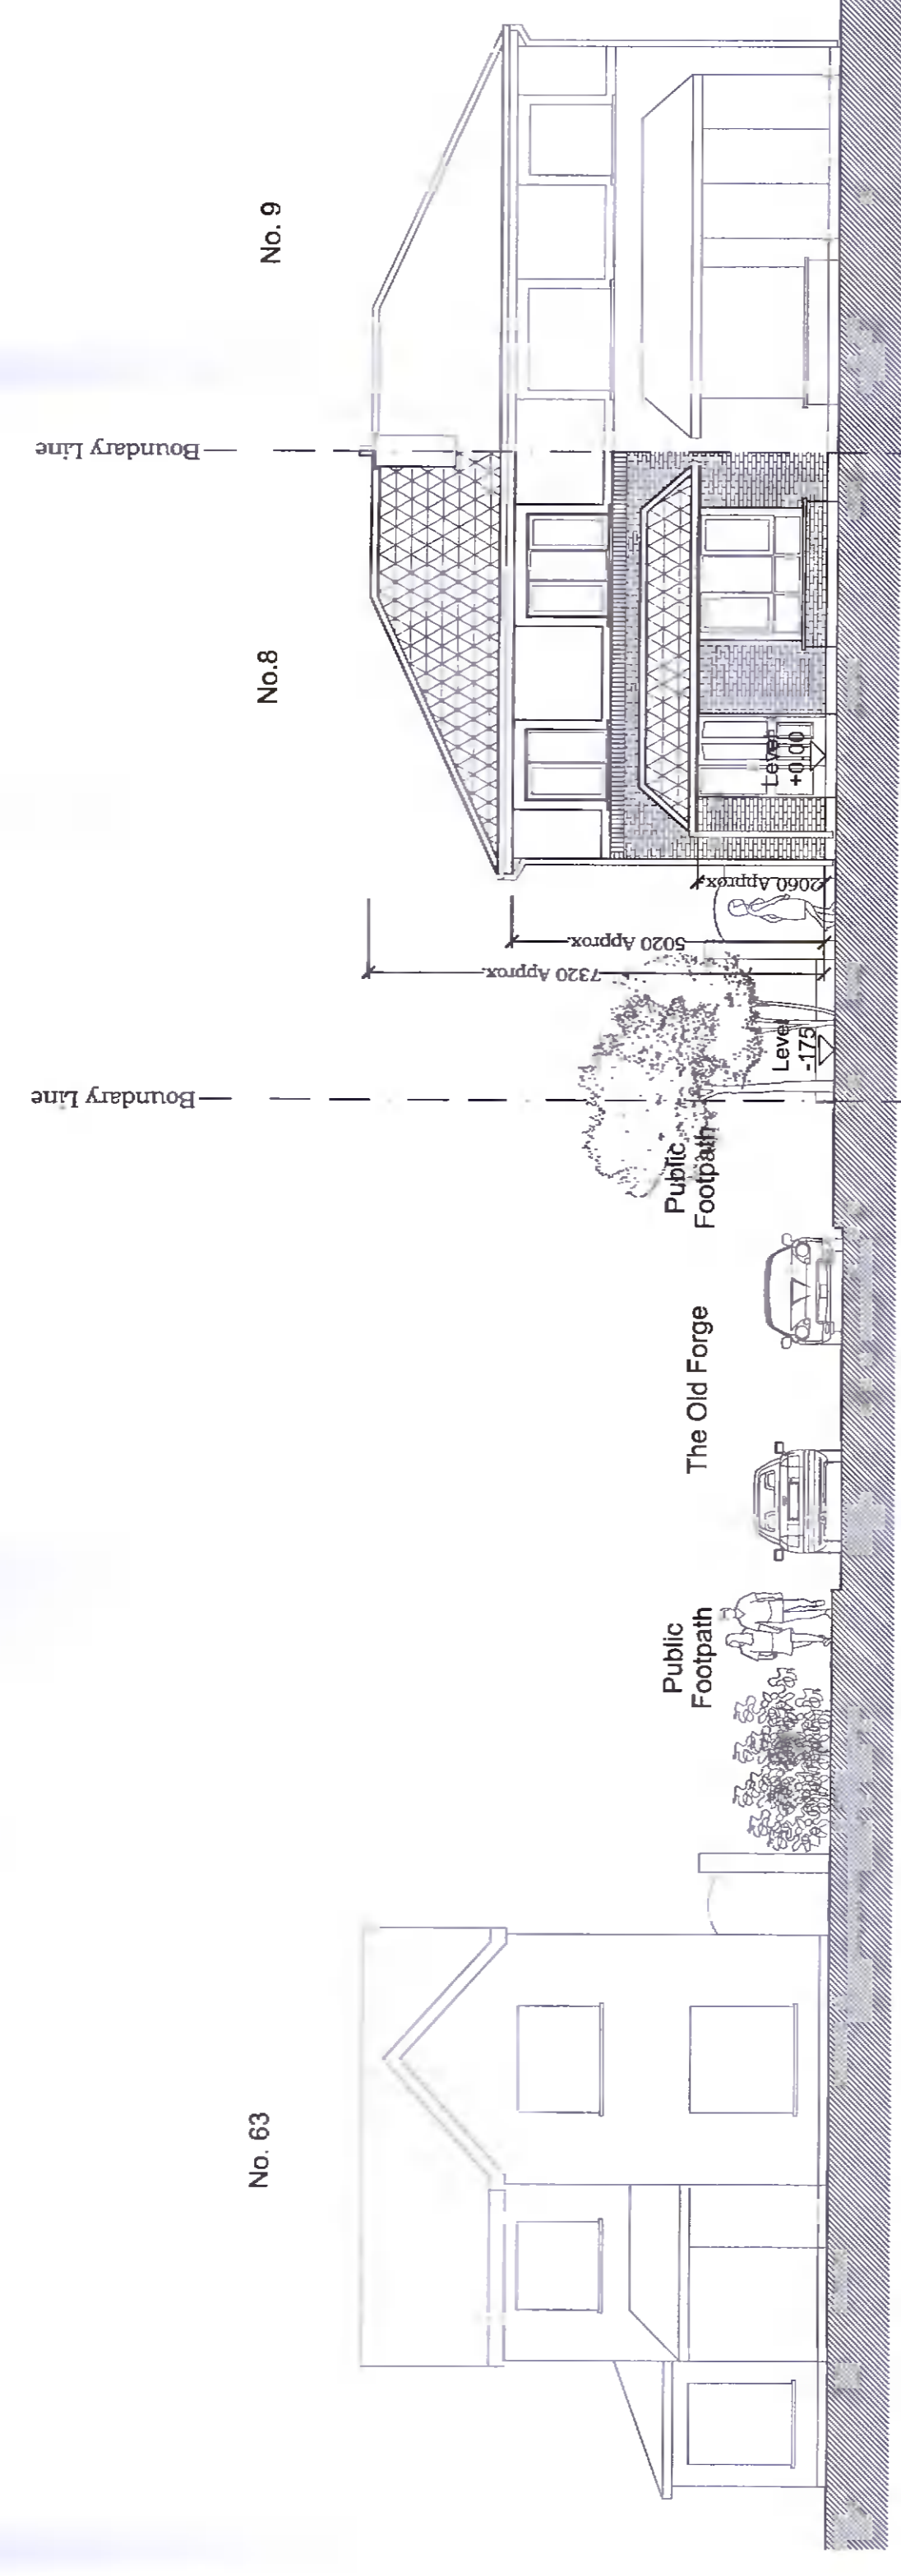 No. 63
Public
Footpath
The Old Forge
Public
Footpath
Boundary Line
Level
-175
7320 Approx.
5020 Approx.
2060 Approx.
No.8
Level
+0.00
Boundary Line
No. 9